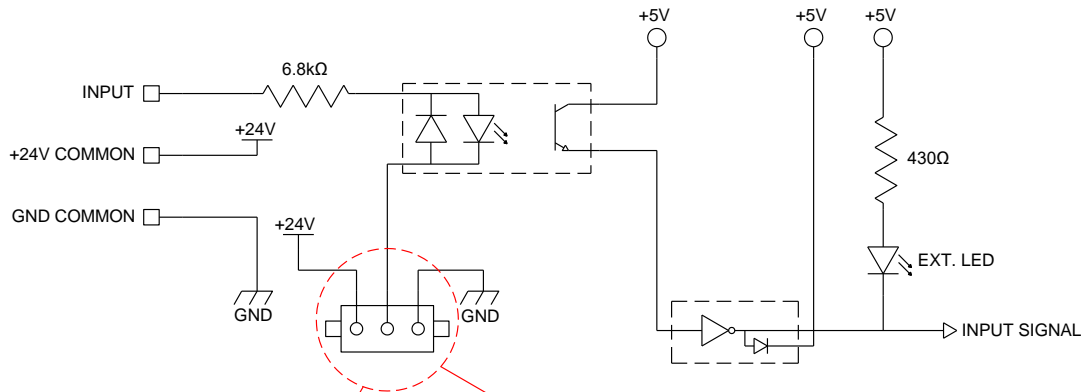 +5V
+5V
+5V
6.8kΩ
INPUT
+24V
+24V COMMON
430Ω
GND COMMON
+24V
EXT. LED
GND
GND
INPUT SIGNAL